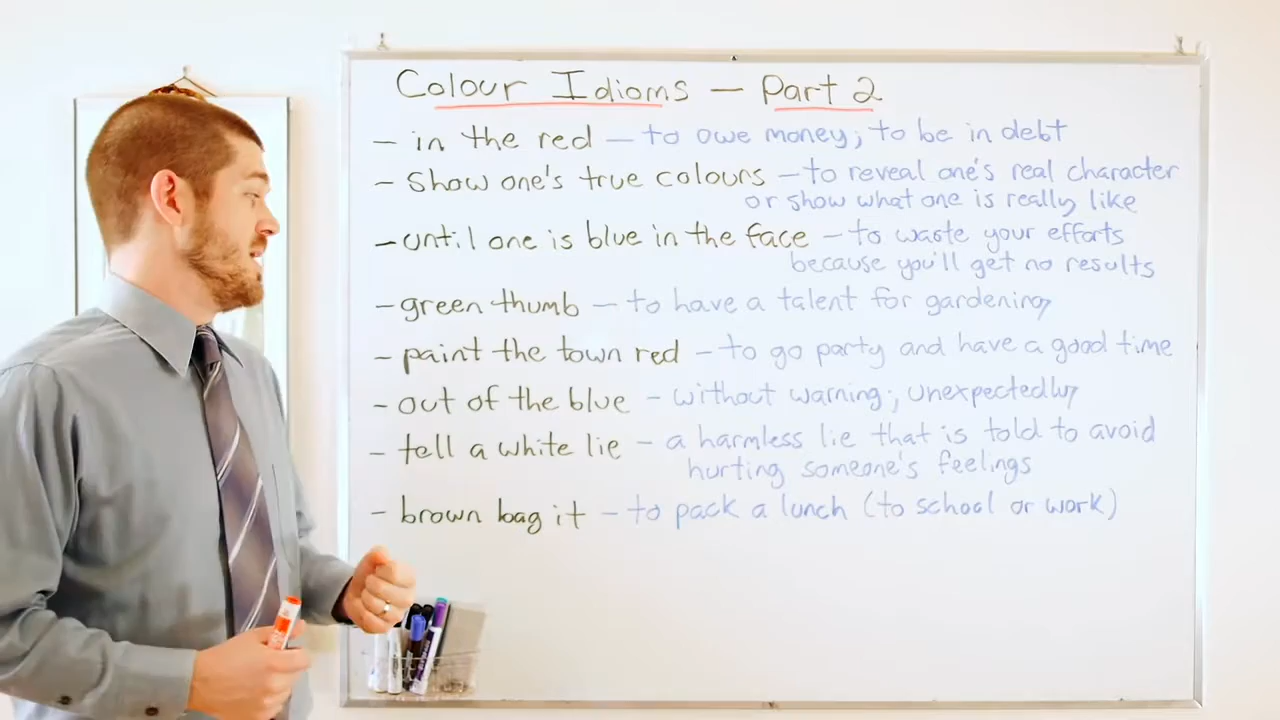 Colour Idioms — Part 2
- in the red - to owe money; to be in debt
- Show one's true colours - to reveal one's real character
or show what one is really like
- until one is blue in the face - to waste your efforts
because you'll get no results
- green thumb - to have a talent for gardening
- paint the town red - to go party and have a good time
- out of the blue - without warning; unexpectedly
- tell a white lie - a harmless lie that is told to avoid
hurting someone's feelings
- brown bag it - to pack a lunch (to school or work)